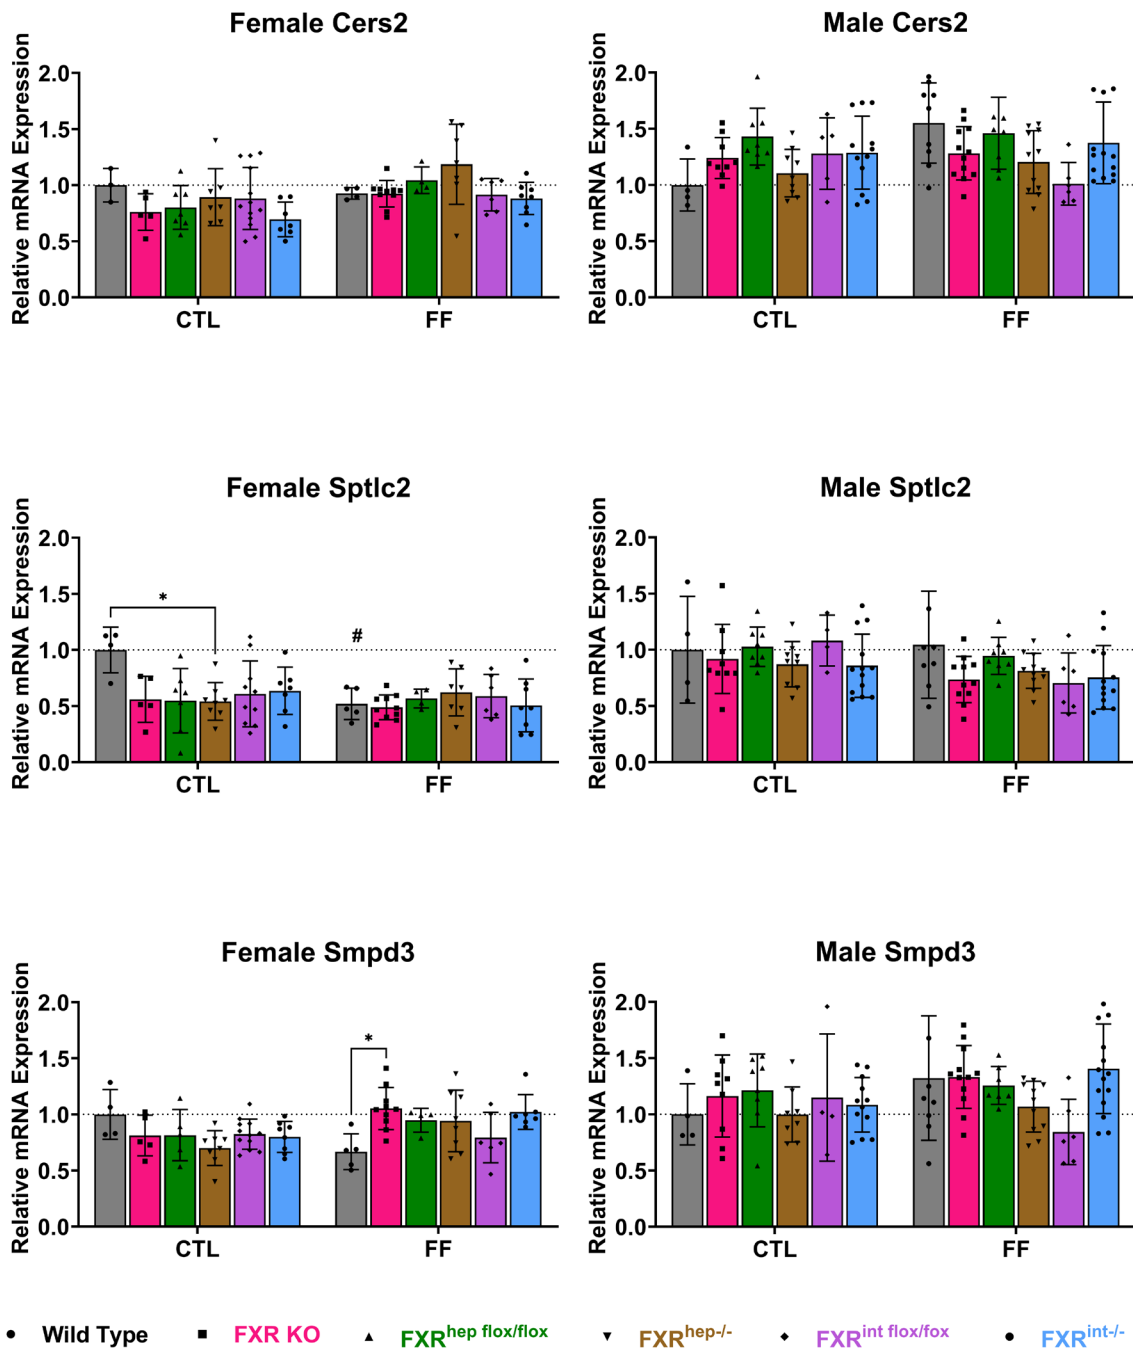 Female Cers2
Relative mRNA Expression
2.0
1.5
1.0
0.5
0.0
CTL
FF
Male Cers2
Relative mRNA Expression
2.0
1.5
1.0
0.5
0.0
CTL
FF
Female Sptlc2
Relative mRNA Expression
2.0
1.5
1.0
0.5
0.0
*
#
CTL
FF
Male Sptlc2
Relative mRNA Expression
2.0
1.5
1.0
0.5
0.0
CTL
FF
Female Smpd3
Relative mRNA Expression
2.0
1.5
1.0
0.5
0.0
*
CTL
FF
Male Smpd3
Relative mRNA Expression
2.0
1.5
1.0
0.5
0.0
CTL
FF
Wild Type FXR KO FXRhep flox/flox FXRhep-/- FXRint flox/fox FXRint-/-